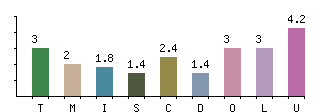 3 2 1.8 1.4 2.4 1.4 3 3 4.2
T M I S C D O L U